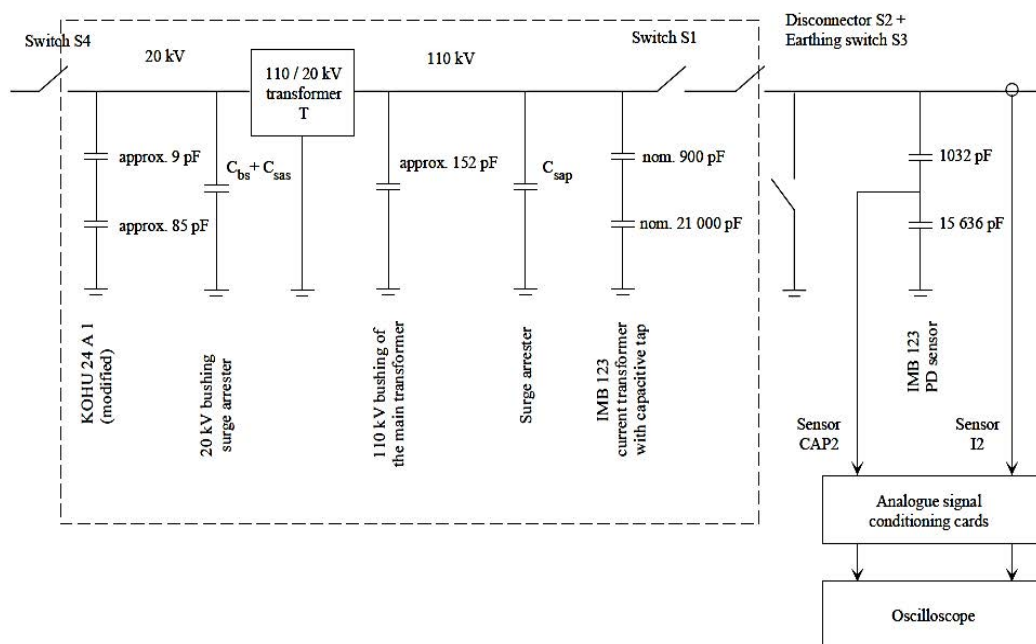 Disconnector S2 +
Earthing switch S3
Switch S4
20 kV
110 kV
Switch S1
110 / 20 kV
transformer
T
approx. 9 pF
approx. 85 pF
C_bs + C_sas
approx. 152 pF
C_sap
nom. 900 pF
nom. 21 000 pF
1032 pF
15 636 pF
KOHU 24 A 1
(modified)
20 kV bushing
surge arrester
110 kV bushing of
the main transformer
Surge arrester
IMB 123
current transformer
with capacitive tap
IMB 123
PD sensor
Sensor
CAP2
Sensor
I2
Analogue signal
conditioning cards
Oscilloscope